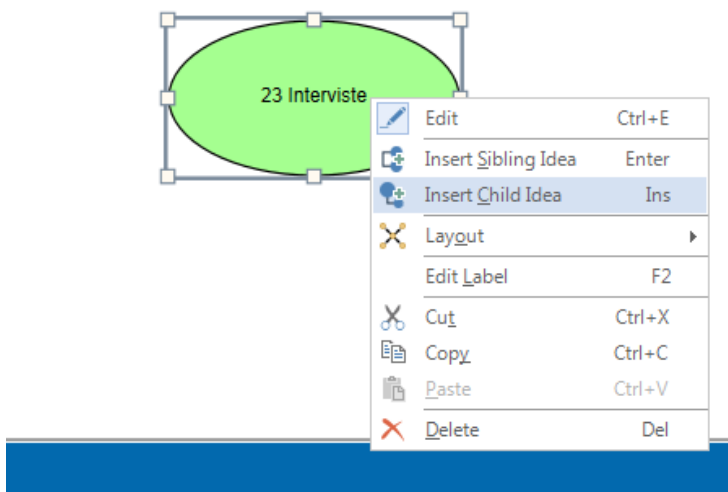 23 Interviste
Edit Ctrl+E
Insert Sibling Idea Enter
Insert Child Idea Ins
Layout
Edit Label F2
Cut Ctrl+X
Copy Ctrl+C
Paste Ctrl+V
Delete Del